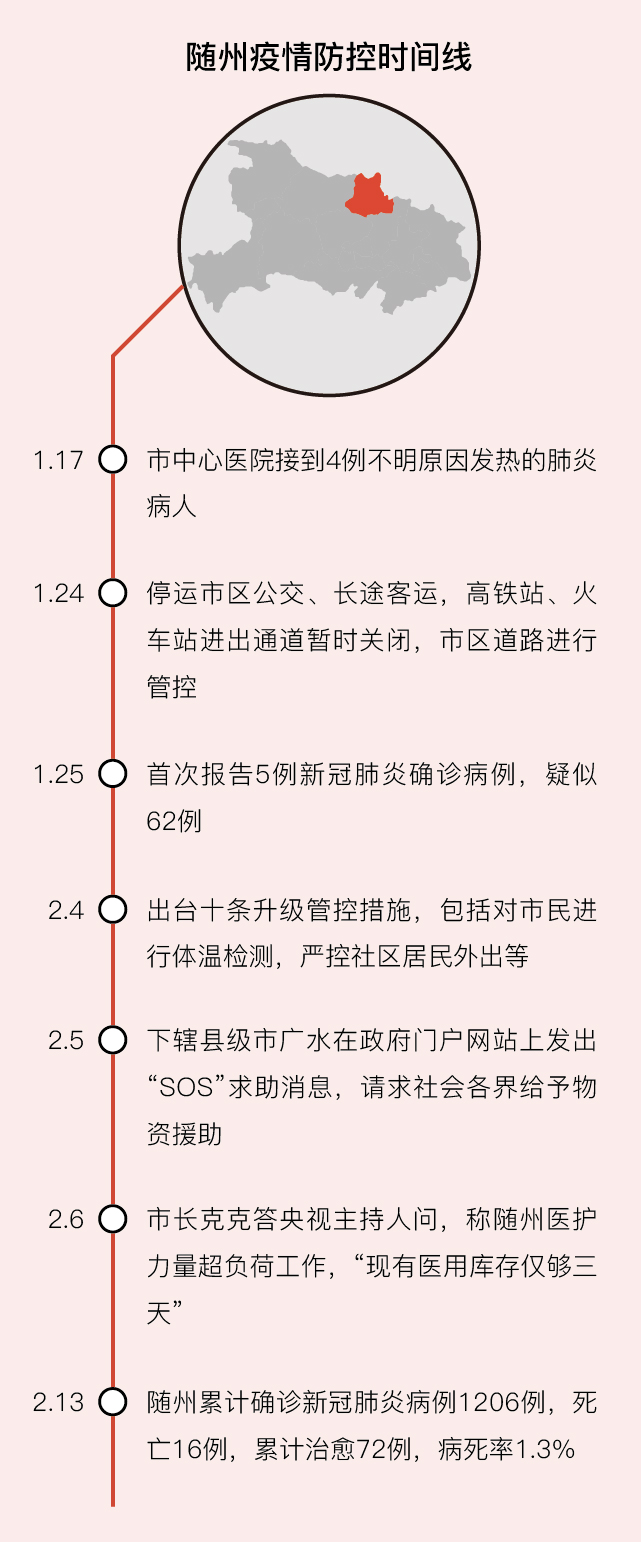 随州疫情防控时间线
1.17
市中心医院接到4例不明原因发热的肺炎
病人
1.24
停运市区公交、长途客运，高铁站、火
车站进出通道暂时关闭，市区道路进行
管控
1.25
首次报告5例新冠肺炎确诊病例，疑似
62例
2.4
出台十条升级管控措施，包括对市民进
行体温检测，严控社区居民外出等
2.5
下辖县级市广水在政府门户网站上发出
“SOS”求助消息，请求社会各界给予物
资援助
2.6
市长克克答央视主持人问，称随州医护
力量超负荷工作，“现有医用库存仅够三
天”
2.13
随州累计确诊新冠肺炎病例1206例，死
亡16例，累计治愈72例，病死率1.3%